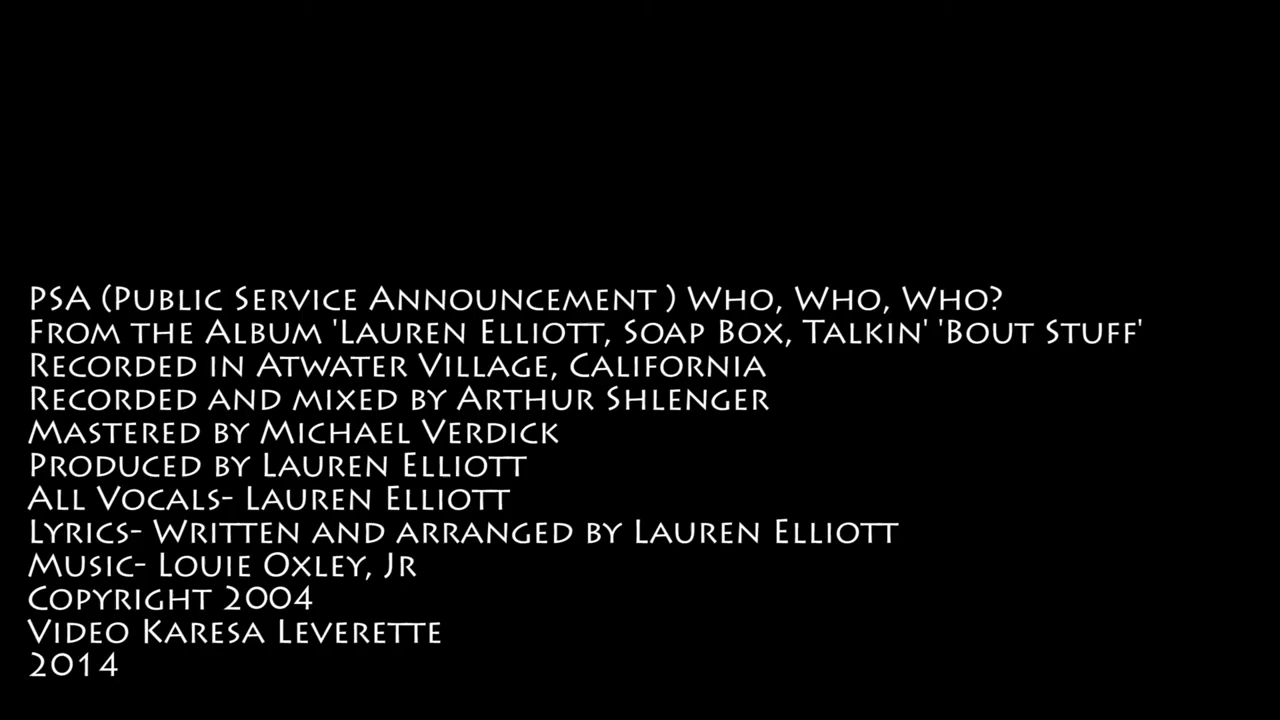 PSA (Public Service Announcement ) Who, Who, Who?
From the Album 'Lauren Elliott, Soap Box, Talkin' 'Bout Stuff'
Recorded in Atwater Village, California
Recorded and mixed by Arthur Shlenger
Mastered by Michael Verdick
Produced by Lauren Elliott
All Vocals- Lauren Elliott
Lyrics- Written and arranged by Lauren Elliott
Music- Louie Oxley, Jr
Copyright 2004
Video Karesa Leverette
2014